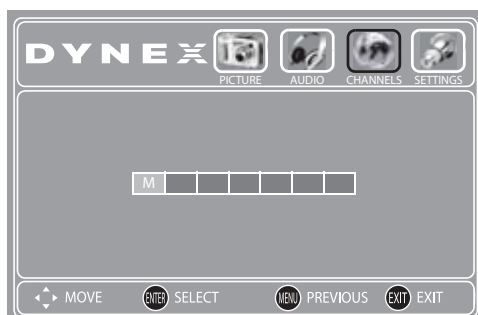 DYNEX
PICTURE AUDIO CHANNELS SETTINGS
M
MOVE ENTER SELECT MENU PREVIOUS EXIT EXIT